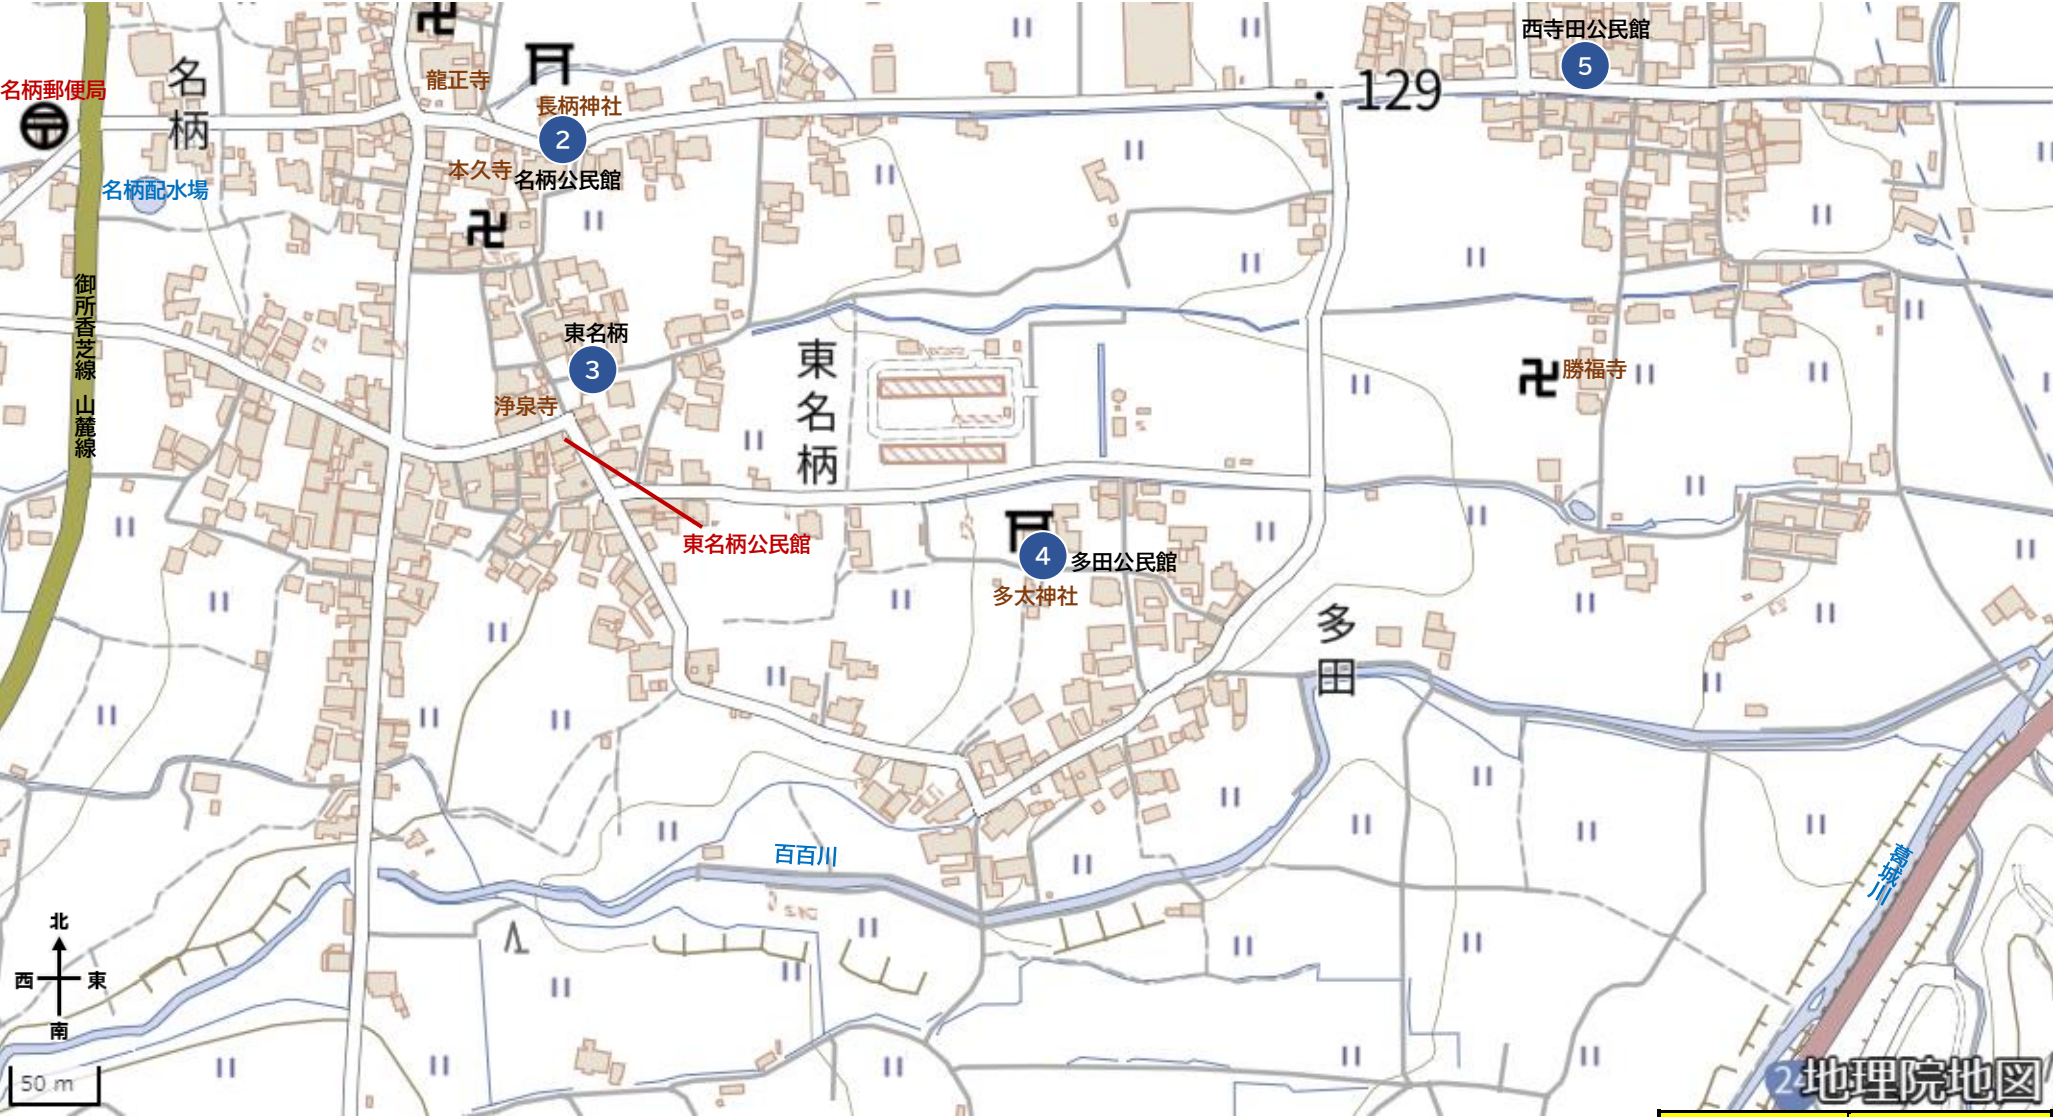 西寺田公民館
5
129
名柄郵便局
名柄
龍正寺
長柄神社
2
本久寺
名柄公民館
名柄配水場
御所香芝線 山麓線
東名柄
3
浄泉寺
東名柄
勝福寺
東名柄公民館
4
多田公民館
多太神社
多田
百百川
葛城川
北
西
東
南
50 m
地理院地図